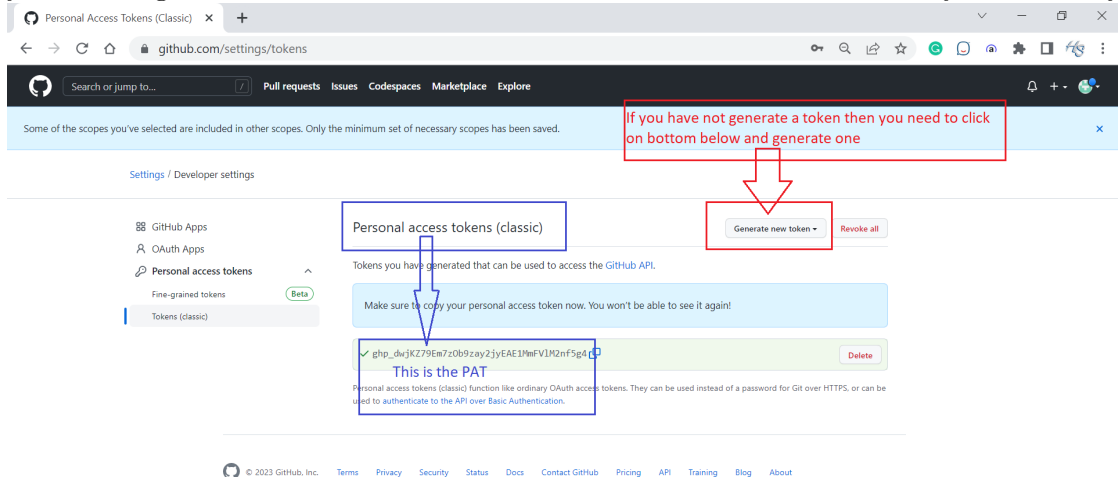 Personal Access Tokens (Classic)
github.com/settings/tokens
Search or jump to... /
Pull requests Issues Codespaces Marketplace Explore
Some of the scopes you've selected are included in other scopes. Only the minimum set of necessary scopes has been saved.
If you have not generate a token then you need to click
on bottom below and generate one
Settings / Developer settings
GitHub Apps
OAuth Apps
Personal access tokens
Fine-grained tokens Beta
Tokens (classic)
Personal access tokens (classic)
Generate new token
Revoke all
Tokens you have generated that can be used to access the GitHub API.
Make sure to copy your personal access token now. You won't be able to see it again!
Delete
This is the PAT
Personal access tokens (classic) function like ordinary OAuth access tokens. They can be used instead of a password for Git over HTTPS, or can be
used to authenticate to the API over Basic Authentication.
© 2023 GitHub, Inc. Terms Privacy Security Status Docs Contact GitHub Pricing API Training Blog About